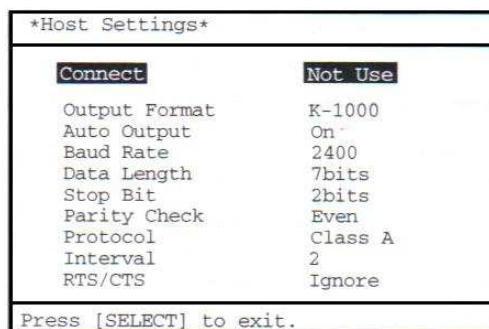 *Host Settings*
Connect Not Use
Output Format K-1000
Auto Output On
Baud Rate 2400
Data Length 7bits
Stop Bit 2bits
Parity Check Even
Protocol Class A
Interval 2
RTS/CTS Ignore
Press [SELECT] to exit.